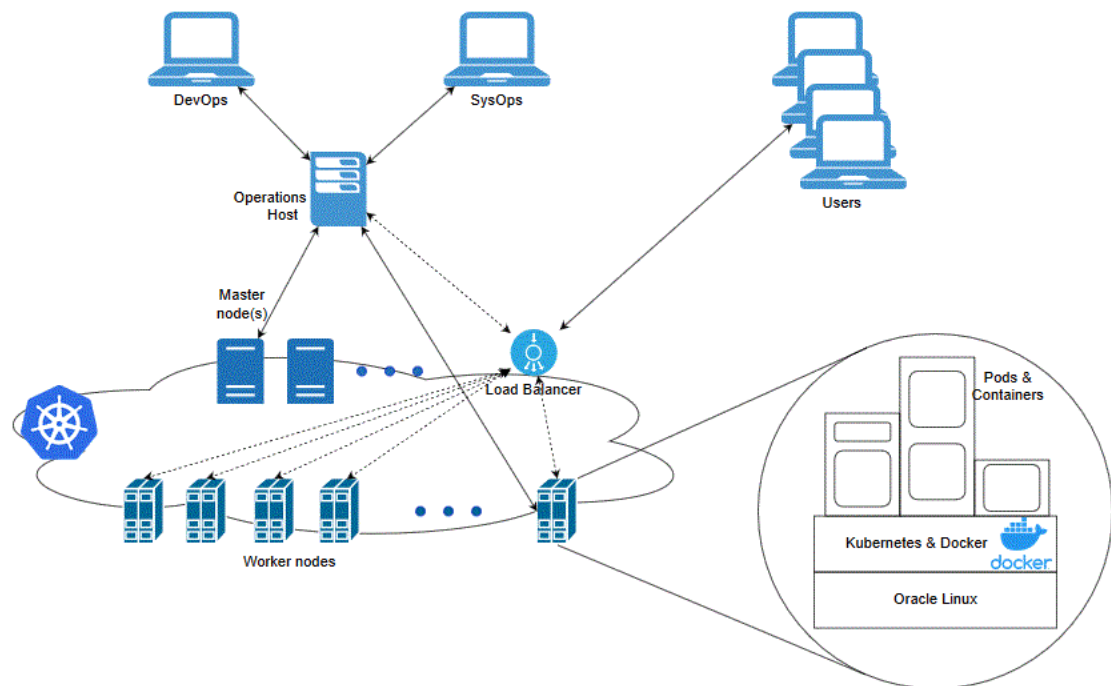 DevOps
SysOps
Users
Operations
Host
Master
node(s)
Load Balancer
Pods &
Containers
Kubernetes & Docker
docker
Oracle Linux
Worker nodes